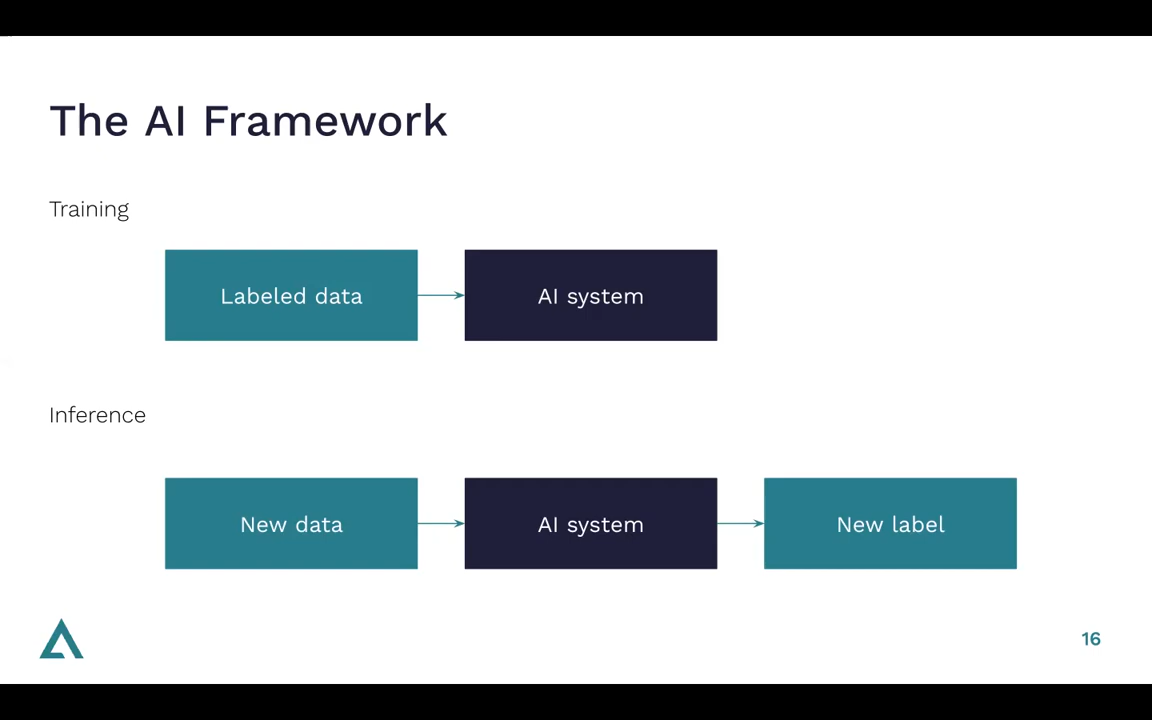 The AI Framework
Training
Labeled data
AI system
Inference
New data
AI system
New label
16